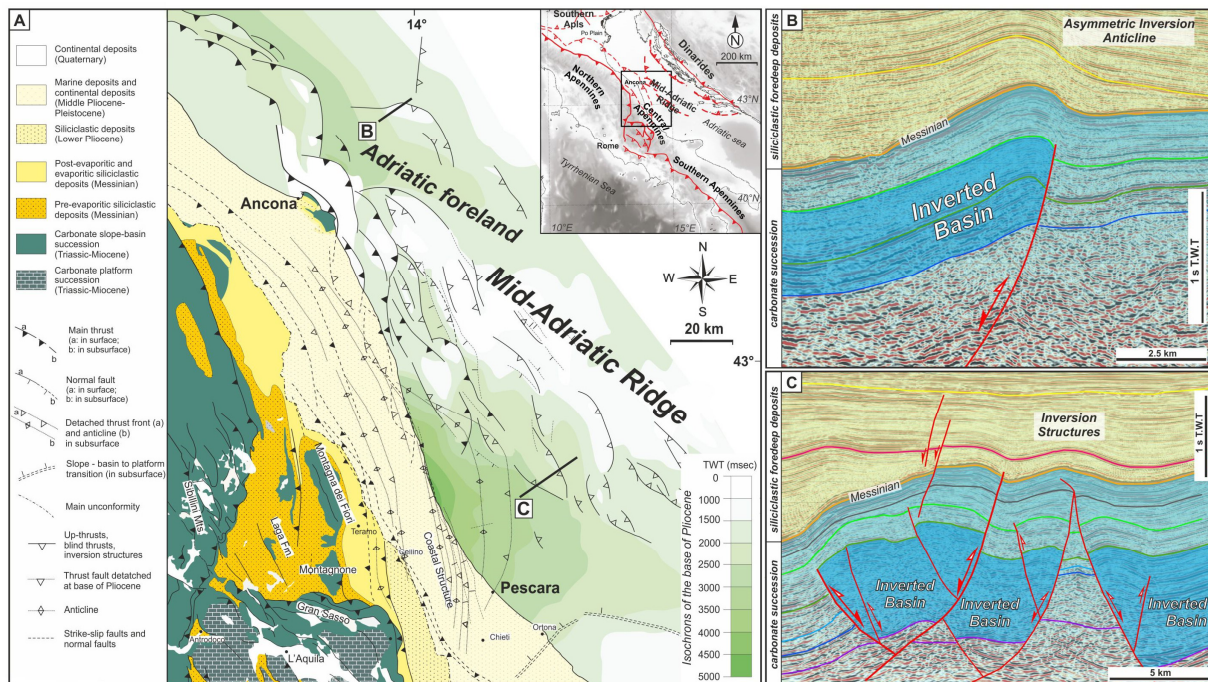 A
Continental deposits
(Quaternary)
Marine deposits and
continental deposits
(Middle Pliocene-
Pleistocene)
Siliciclastic deposits
(Lower Pliocene)
Post-evaporitic and
evaporitic siliciclastic
deposits (Messinian)
Pre-evaporitic siliciclastic
deposits (Messinian)
Carbonate slope-basin
succession
(Triassic-Miocene)
Carbonate platform
succession
(Triassic-Miocene)
a
b
Main thrust
(a: in surface;
b: in subsurface)
a
b
Normal fault
(a: in surface;
b: in subsurface)
a
b
Detached thrust front (a)
and anticline (b)
in subsurface
Slope - basin to platform
transition (in subsurface)
Main unconformity
Up-thrusts,
blind thrusts,
inversion structures
Thrust fault detatched
at base of Pliocene
Anticline
Strike-slip faults and
normal faults
14°
B
Adriatic foreland
Ancona
Mid-Adriatic Ridge
N
W E
S
20 km
43°
C
Sibillini Mts
Laga Fm
Montagna dei Fiori
Teramo
Montagnone
Cellino
Coastal Structure
Pescara
Gran Sasso
Antrodoco
L'Aquila
Chieti
Ortona
TWT (msec)
0
1000
1500
2000
2500
3000
3500
4000
4500
5000
Isochrons of the base of Pliocene
Southern Alps
Po Plain
Dinarides
N
200 km
Northern Apennines
Ancona
Mid-Adriatic
Ridge
Central
Apennines
43°N
Adriatic sea
Rome
Tyrrhenian Sea
Southern Apennines
40°N
10°E
15°E
B
Asymmetric Inversion
Anticline
siliciclastic foredeep deposits
Messinian
Inverted
Basin
carbonate succession
1 s T.W.T
2.5 km
C
Inversion
Structures
1 s T.W.T
siliciclastic foredeep deposits
Messinian
Inverted
Basin
Inverted
Basin
Inverted
Basin
carbonate succession
5 km